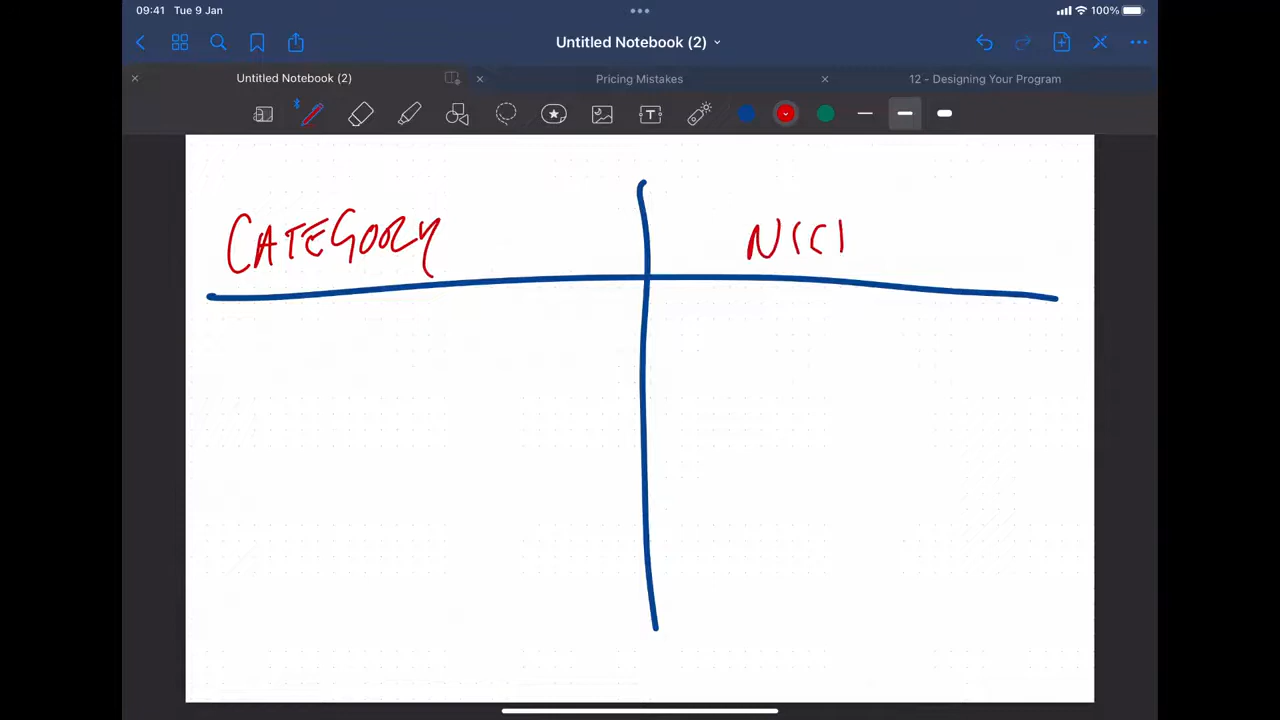 09:41 Tue 9 Jan 100%
Untitled Notebook (2)
Untitled Notebook (2) Pricing Mistakes 12 - Designing Your Program
CATEGORY NICI